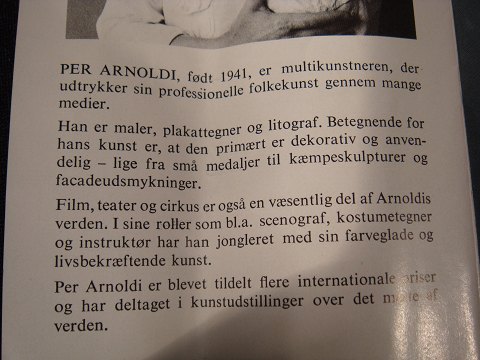 PER ARNOLDI, født 1941, er multikunstneren, der
udtrykker sin professionelle folkekunst gennem mange
medier.
Han er maler, plakattegner og litograf. Betegnende for
hans kunst er, at den primært er dekorativ og anven-
delig – lige fra små medaljer til kæmpeskulpturer og
facadeudsmykninger.
Film, teater og cirkus er også en væsentlig del af Arnoldis
verden. I sine roller som bl.a. scenograf, kostumetegner
og instruktør har han jongleret med sin farveglade og
livsbekræftende kunst.
Per Arnoldi er blevet tildelt flere internationale priser
og har deltaget i kunstudstillinger over det meste af
verden.